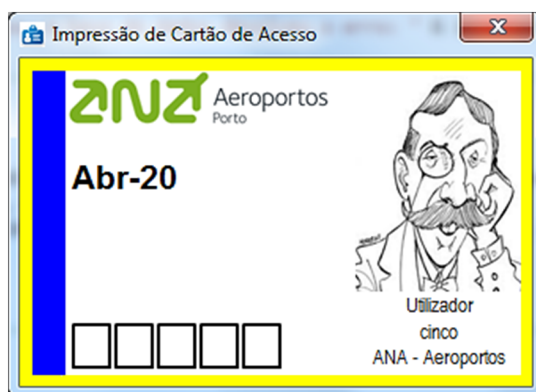 Impressão de Cartão de Acesso
ana Aeroportos
Porto
Abr-20
Utilizador
cinco
ANA - Aeroportos